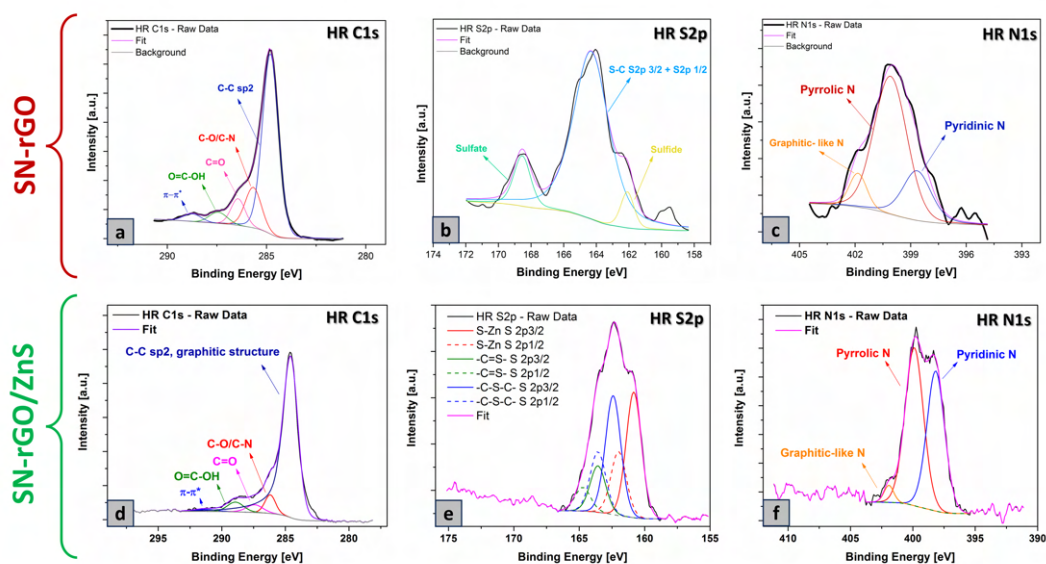 SN-rGO
HR C1s - Raw Data
Fit
Background
HR C1s
C-C sp2
C-O/C-N
C=O
O=C-OH
π-π*
a
Intensity [a.u.]
290 285 280
Binding Energy [eV]
HR S2p - Raw Data
Fit
Background
HR S2p
S-C S2p 3/2 + S2p 1/2
Sulfate
Sulfide
b
Intensity [a.u.]
172 170 168 166 164 162 160 158
Binding Energy [eV]
HR N1s - Raw Data
Fit
Background
HR N1s
Pyrrolic N
Graphitic- like N
Pyridinic N
c
Intensity [a.u.]
405 402 399 396 393
Binding Energy [eV]
SN-rGO/ZnS
HR C1s - Raw Data
Fit
HR C1s
C-C sp2, graphitic structure
C-O/C-N
C=O
O=C-OH
π-π*
d
Intensity [a.u.]
295 290 285 280
Binding Energy [eV]
HR S2p - Raw Data
S-Zn S 2p3/2
S-Zn S 2p1/2
-C=S- S 2p3/2
-C=S- S 2p1/2
-C-S-C- S 2p3/2
-C-S-C- S 2p1/2
Fit
HR S2p
e
Intensity [a.u.]
175 170 165 160 155
Binding Energy [eV]
HR N1s - Raw Data
Fit
HR N1s
Pyrrolic N
Pyridinic N
Graphitic-like N
f
Intensity [a.u.]
410 400 390
Binding Energy [eV]